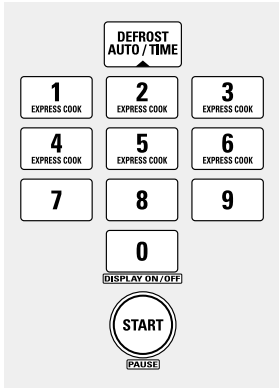 DEFROST
AUTO / TIME
1 2 3
EXPRESS COOK EXPRESS COOK EXPRESS COOK
4 5 6
EXPRESS COOK EXPRESS COOK EXPRESS COOK
7 8 9
0
DISPLAY ON/OFF
START
PAUSE